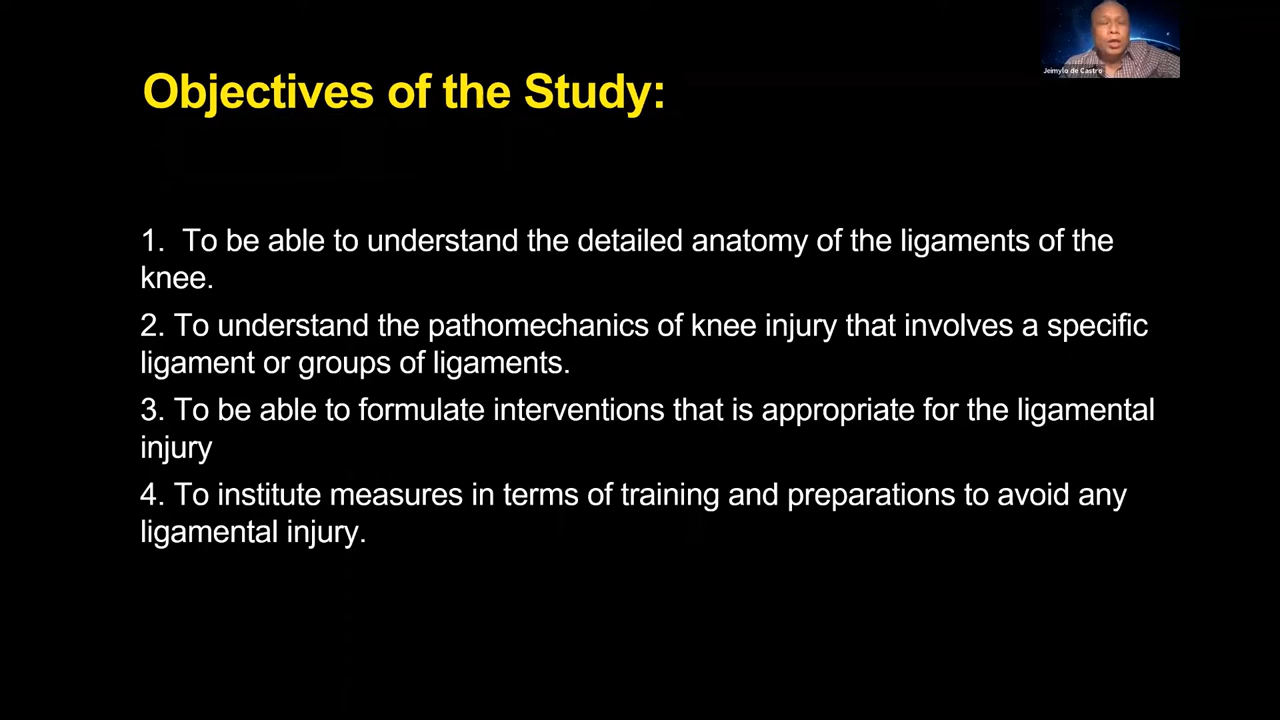 Jeimylo de Castro
Objectives of the Study:
1. To be able to understand the detailed anatomy of the ligaments of the
knee.
2. To understand the pathomechanics of knee injury that involves a specific
ligament or groups of ligaments.
3. To be able to formulate interventions that is appropriate for the ligamental
injury
4. To institute measures in terms of training and preparations to avoid any
ligamental injury.